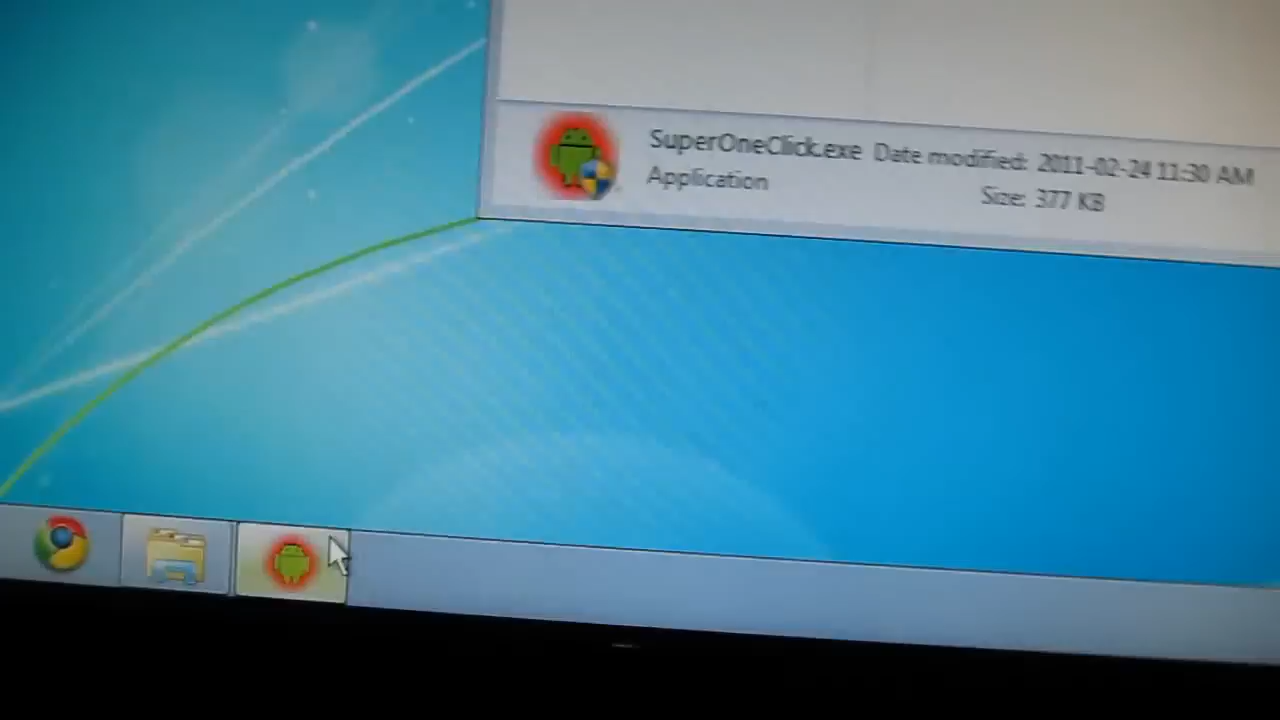 SuperOneClick.exe Date modified: 2011-02-24 11:30 AM
Application Size: 377 KB